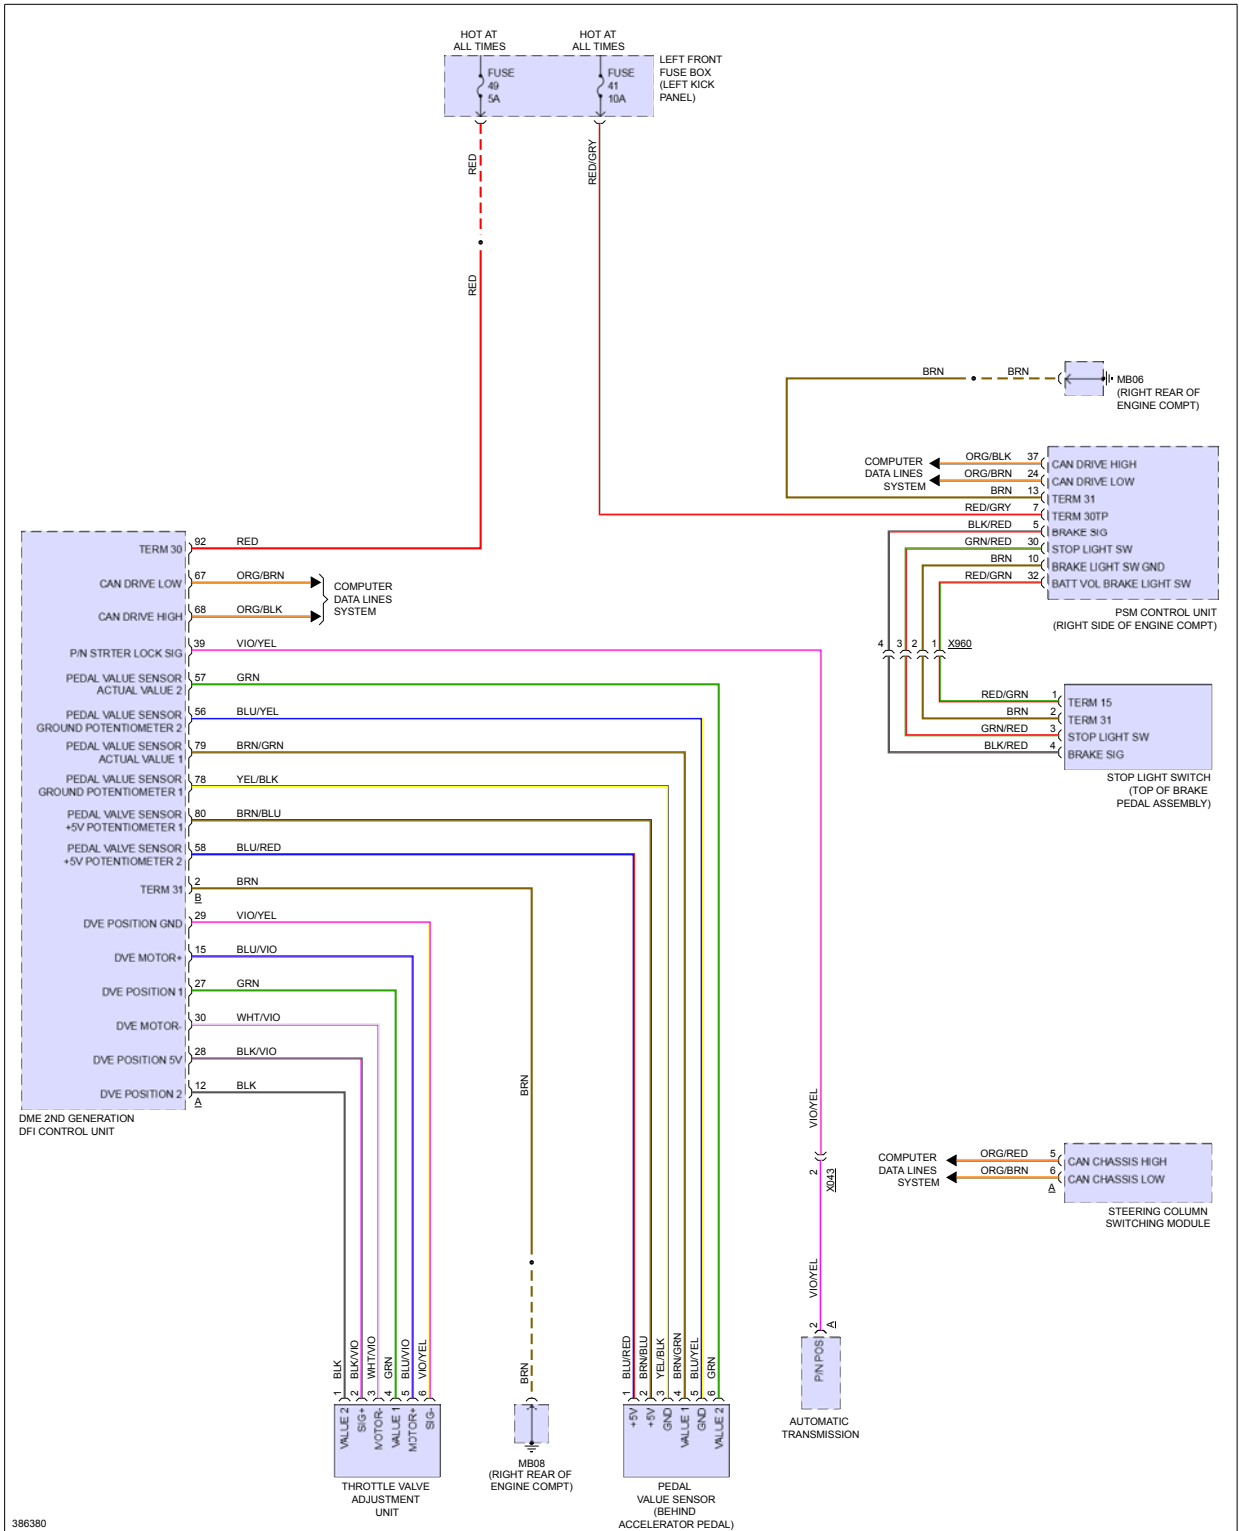 HOT AT
ALL TIMES
HOT AT
ALL TIMES
FUSE
49
5A
FUSE
41
10A
LEFT FRONT
FUSE BOX
(LEFT KICK
PANEL)
RED
RED/GRY
RED
BRN
BRN
MB06
(RIGHT REAR OF
ENGINE COMPT)
COMPUTER
DATA LINES
SYSTEM
ORG/BLK 37 CAN DRIVE HIGH
ORG/BRN 24 CAN DRIVE LOW
BRN 13 TERM 31
RED/GRY 7 TERM 30TP
BLK/RED 5 BRAKE SIG
GRN/RED 30 STOP LIGHT SW
BRN 10 BRAKE LIGHT SW GND
RED/GRN 32 BATT VOL BRAKE LIGHT SW
PSM CONTROL UNIT
(RIGHT SIDE OF ENGINE COMPT)
4 3 2 1 X960
RED/GRN 1 TERM 15
BRN 2 TERM 31
GRN/RED 3 STOP LIGHT SW
BLK/RED 4 BRAKE SIG
STOP LIGHT SWITCH
(TOP OF BRAKE
PEDAL ASSEMBLY)
TERM 30 92 RED
CAN DRIVE LOW 67 ORG/BRN
CAN DRIVE HIGH 68 ORG/BLK
COMPUTER
DATA LINES
SYSTEM
P/N STRTER LOCK SIG 39 VIO/YEL
PEDAL VALUE SENSOR
ACTUAL VALUE 2
57 GRN
PEDAL VALUE SENSOR
GROUND POTENTIOMETER 2
56 BLU/YEL
PEDAL VALUE SENSOR
ACTUAL VALUE 1
79 BRN/GRN
PEDAL VALUE SENSOR
GROUND POTENTIOMETER 1
78 YEL/BLK
PEDAL VALVE SENSOR
+5V POTENTIOMETER 1
80 BRN/BLU
PEDAL VALVE SENSOR
+5V POTENTIOMETER 2
58 BLU/RED
TERM 31 2 BRN
B
DVE POSITION GND 29 VIO/YEL
DVE MOTOR+ 15 BLU/VIO
DVE POSITION 1 27 GRN
DVE MOTOR- 30 WHT/VIO
DVE POSITION 5V 28 BLK/VIO
DVE POSITION 2 12 BLK
A
DME 2ND GENERATION
DFI CONTROL UNIT
BRN
VIO/YEL
2 X043
VIO/YEL
COMPUTER
DATA LINES
SYSTEM
ORG/RED 5 CAN CHASSIS HIGH
ORG/BRN 6 CAN CHASSIS LOW
A
STEERING COLUMN
SWITCHING MODULE
1 BLK VALUE 2
2 BLK/VIO SIG+
3 WHT/VIO MOTOR-
4 GRN VALUE 1
5 BLU/VIO MOTOR+
6 VIO/YEL SIG-
THROTTLE VALVE
ADJUSTMENT
UNIT
BRN
MB08
(RIGHT REAR OF
ENGINE COMPT)
1 BLU/RED +5V
2 BRN/BLU +5V
3 YEL/BLK GND
4 BRN/GRN VALUE 1
5 BLU/YEL GND
6 GRN VALUE 2
PEDAL
VALUE SENSOR
(BEHIND
ACCELERATOR PEDAL)
2 A
P/N POS
AUTOMATIC
TRANSMISSION
386380